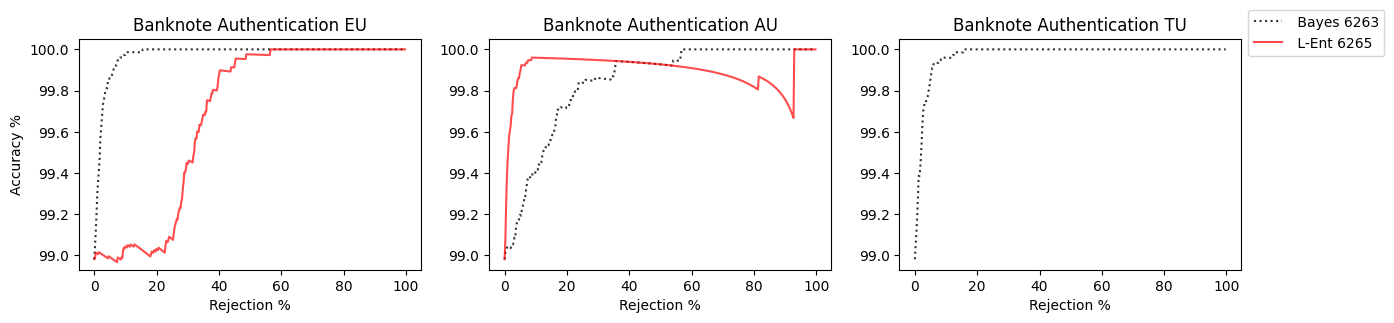 Banknote Authentication EU
Banknote Authentication AU
Banknote Authentication TU
Bayes 6263
L-Ent 6265
Accuracy %
100.0
99.8
99.6
99.4
99.2
99.0
0 20 40 60 80 100
Rejection %
100.0
99.8
99.6
99.4
99.2
99.0
0 20 40 60 80 100
Rejection %
100.0
99.8
99.6
99.4
99.2
99.0
0 20 40 60 80 100
Rejection %